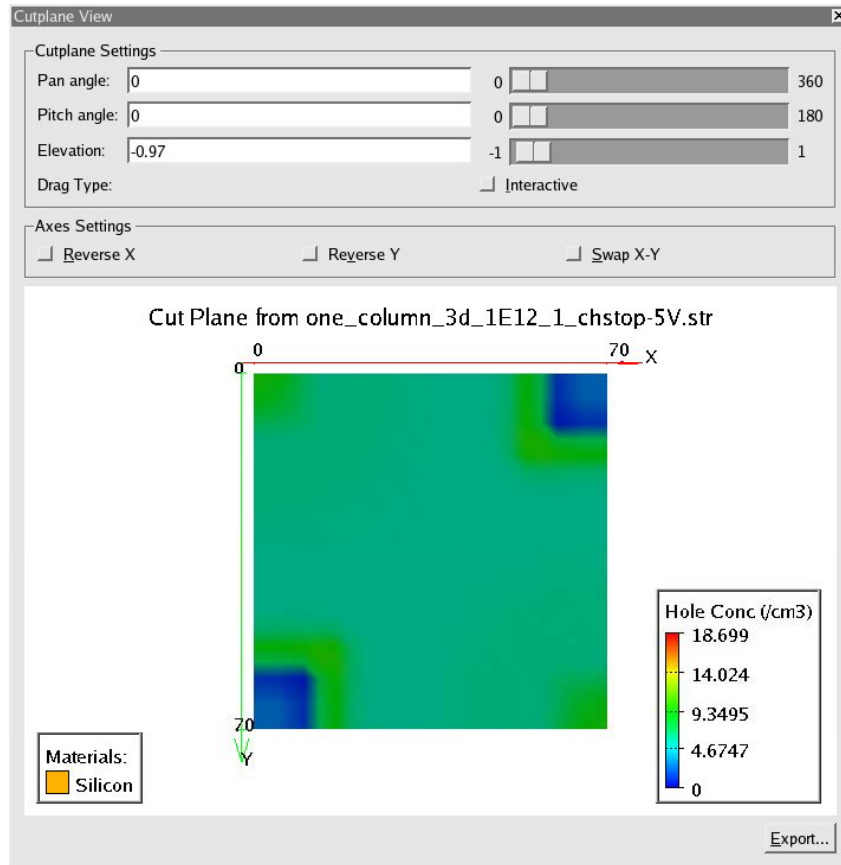 Cutplane View
Cutplane Settings
Pan angle: 0 0 360
Pitch angle: 0 0 180
Elevation: -0.97 -1 1
Drag Type: Interactive
Axes Settings
Reverse X Reverse Y Swap X-Y
Cut Plane from one_column_3d_1E12_1_chstop-5V.str
0 70 X
0
70
Y
Hole Conc (/cm3)
18.699
14.024
9.3495
4.6747
0
Materials:
Silicon
Export...